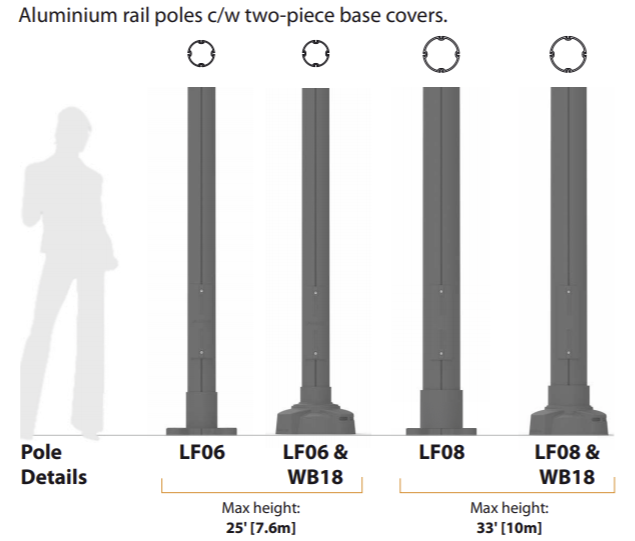 Aluminium rail poles c/w two-piece base covers.
Pole Details
LF06
LF06 & WB18
LF08
LF08 & WB18
Max height:
25' [7.6m]
Max height:
33' [10m]